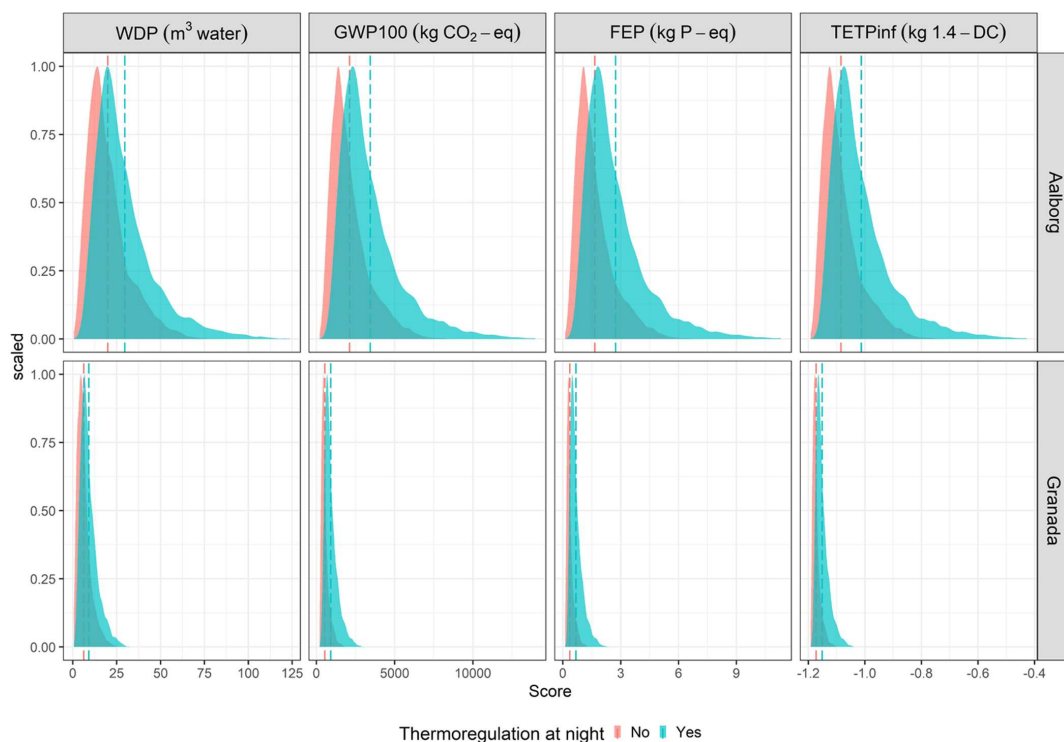 WDP (m³ water)
GWP100 (kg CO₂ – eq)
FEP (kg P – eq)
TETPinf (kg 1.4 – DC)
1.00
0.75
0.50
0.25
0.00
Aalborg
scaled
1.00
0.75
0.50
0.25
0.00
Granada
0 25 50 75 100 125
0 5000 10000
0 3 6 9
-1.2 -1.0 -0.8 -0.6 -0.4
Score
Thermoregulation at night No Yes